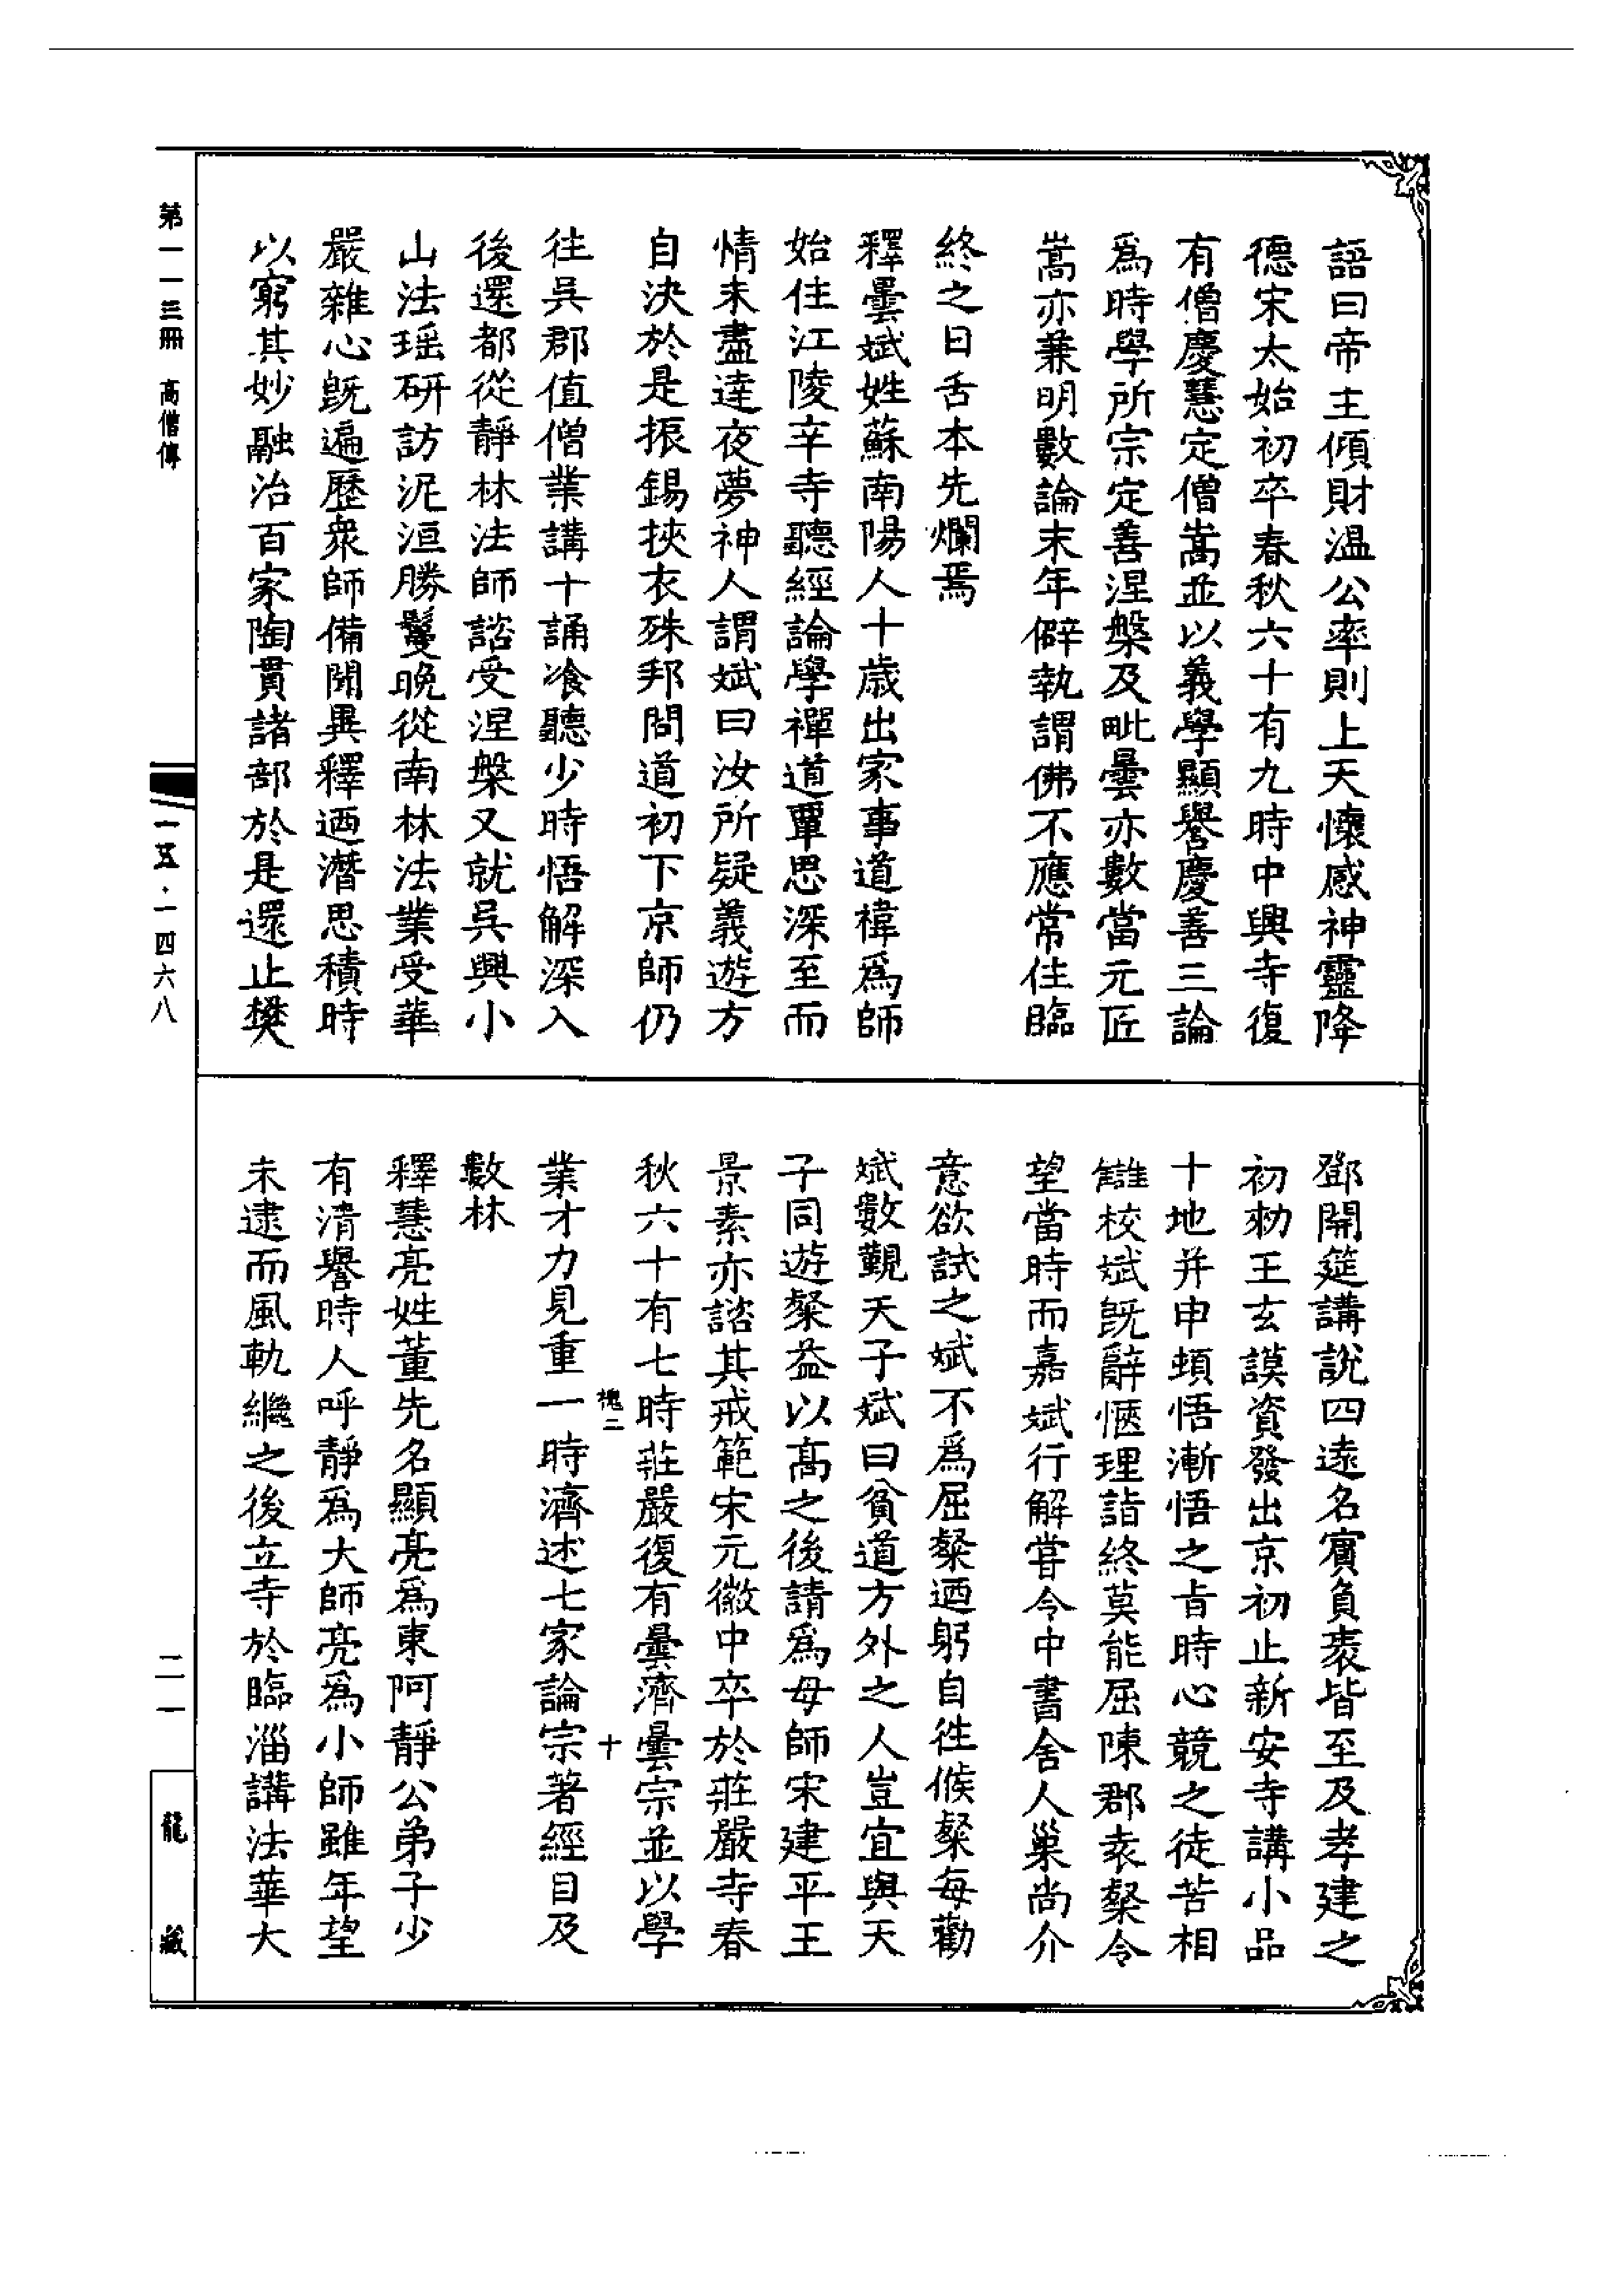 語曰帝主傾財溫公率則上天懷感神靈降
德宋太始初卒春秋六十有九時中興寺復
有僧慶慧定僧嵩並以義學顯譽慶善三論
為時學所宗定善涅槃及毗曇亦數當元匠
嵩亦兼明數論末年僻執謂佛不應常住臨
終之日舌本先爛焉
釋曇斌姓蘇南陽人十歲出家事道禕為師
始住江陵辛寺聽經論學禪道覃思深至而
情未盡達夜夢神人謂斌曰汝所疑義遊方
自決於是振錫挾衣殊邦問道初下京師仍
往吳郡值僧業講十誦飡聽少時悟解深入
後還都從靜林法師諮受涅槃又就吳興小
山法瑶研訪泥洹勝鬘晚從南林法業受華
嚴雜心既遍歷衆師備聞異釋迺潛思積時
以窮其妙融冶百家陶貫諸部於是還止樊
鄧開筵講說四遠名賓負袠皆至及孝建之
初勑王玄謨資發出京初止新安寺講小品
十地并申頓悟漸悟之旨時心競之徒苦相
讎校斌既辭愜理詣終莫能屈陳郡袁粲令
望當時而嘉斌行解嘗令中書舍人巢尚介
意欲試之斌不為屈粲迺躬自往候粲每勸
斌數覲天子斌曰貧道方外之人豈宜與天
子同遊粲益以高之後請為母師宋建平王
景素亦諮其戒範宋元徽中卒於莊嚴寺春
秋六十有七時莊嚴復有曇濟曇宗並以學
槐二 十
業才力見重一時濟述七家論宗著經目及
數林
釋慧亮姓董先名顯亮為東阿靜公弟子少
有清譽時人呼靜為大師亮為小師雖年望
未逮而風軌繼之後立寺於臨淄講法華大
第一一三冊 高僧傳
一五·一四六八
二一
龍藏